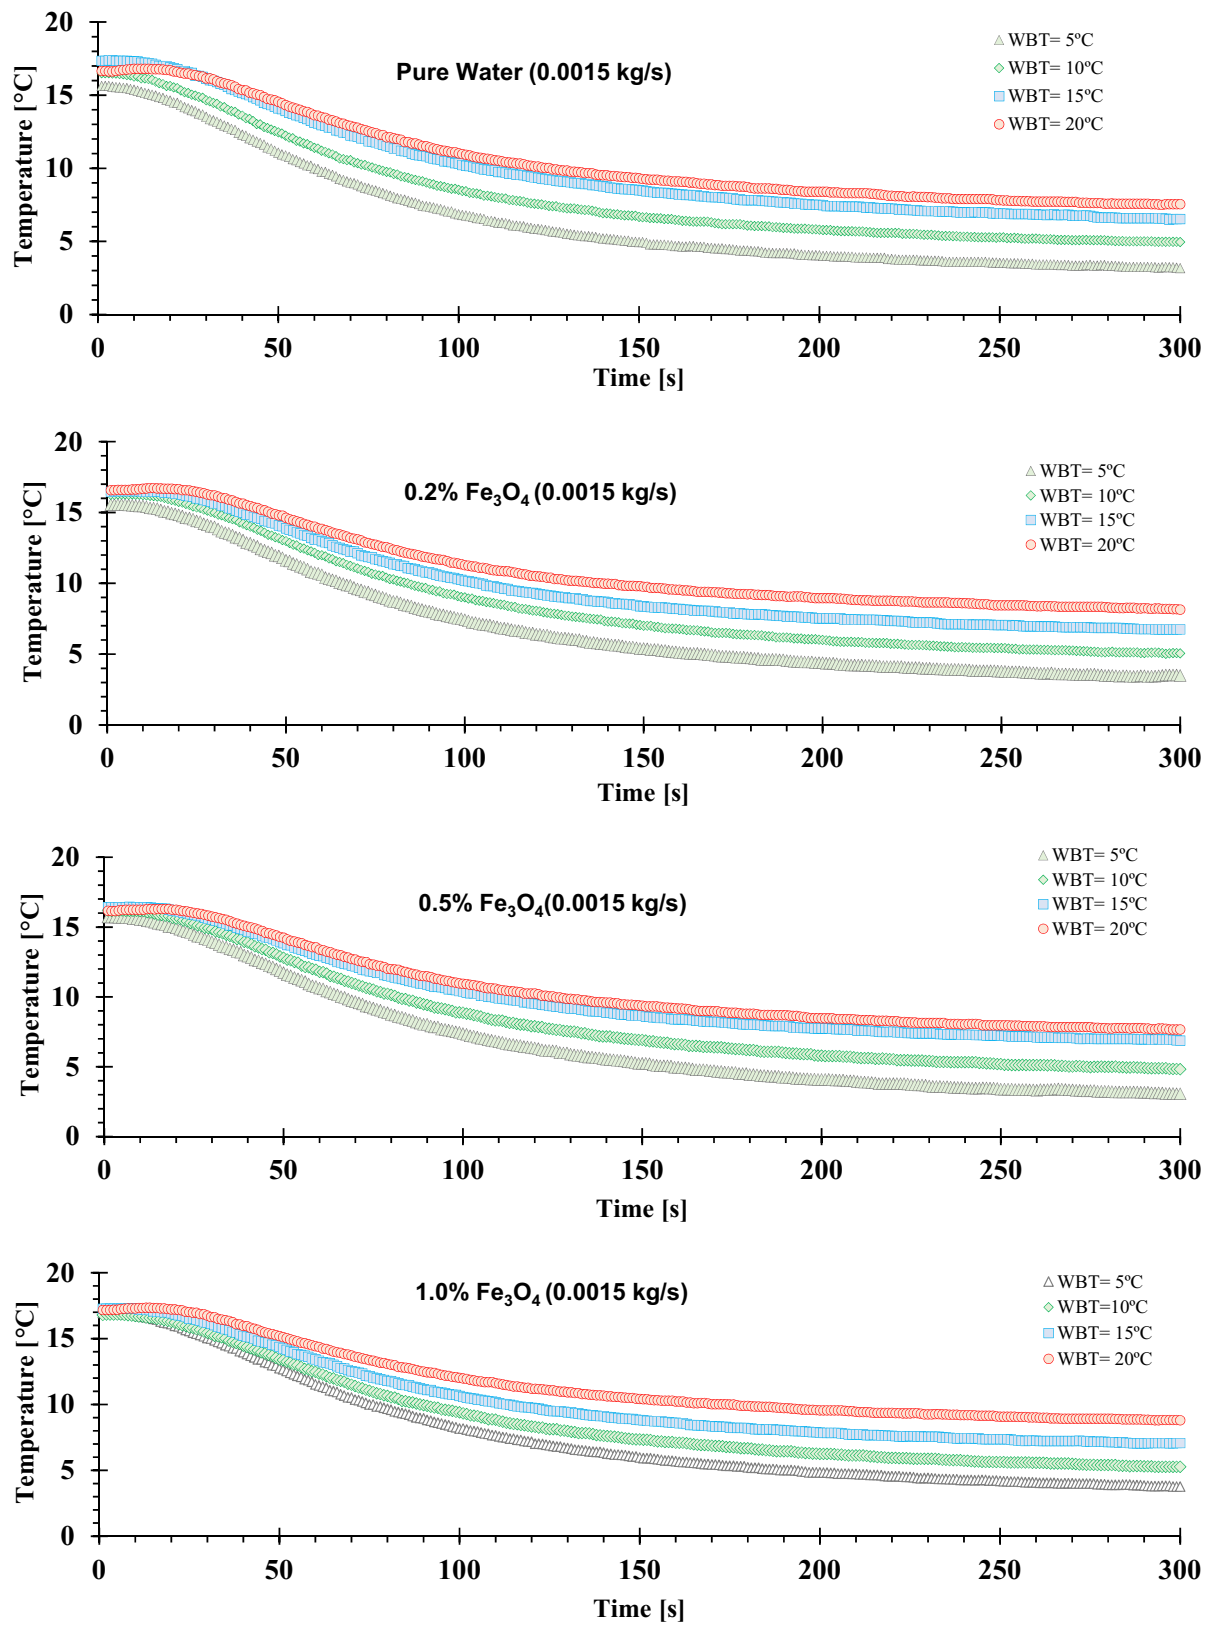 20
15
10
5
0
Temperature [°C]
Pure Water (0.0015 kg/s)
WBT= 5ºC
WBT= 10ºC
WBT= 15ºC
WBT= 20ºC
0 50 100 150 200 250 300
Time [s]
20
15
10
5
0
Temperature [°C]
0.2% Fe₃O₄ (0.0015 kg/s)
WBT= 5ºC
WBT= 10ºC
WBT= 15ºC
WBT= 20ºC
0 50 100 150 200 250 300
Time [s]
20
15
10
5
0
Temperature [°C]
0.5% Fe₃O₄(0.0015 kg/s)
WBT= 5ºC
WBT= 10ºC
WBT= 15ºC
WBT= 20ºC
0 50 100 150 200 250 300
Time [s]
20
15
10
5
0
Temperature [°C]
1.0% Fe₃O₄ (0.0015 kg/s)
WBT= 5ºC
WBT=10ºC
WBT= 15ºC
WBT= 20ºC
0 50 100 150 200 250 300
Time [s]